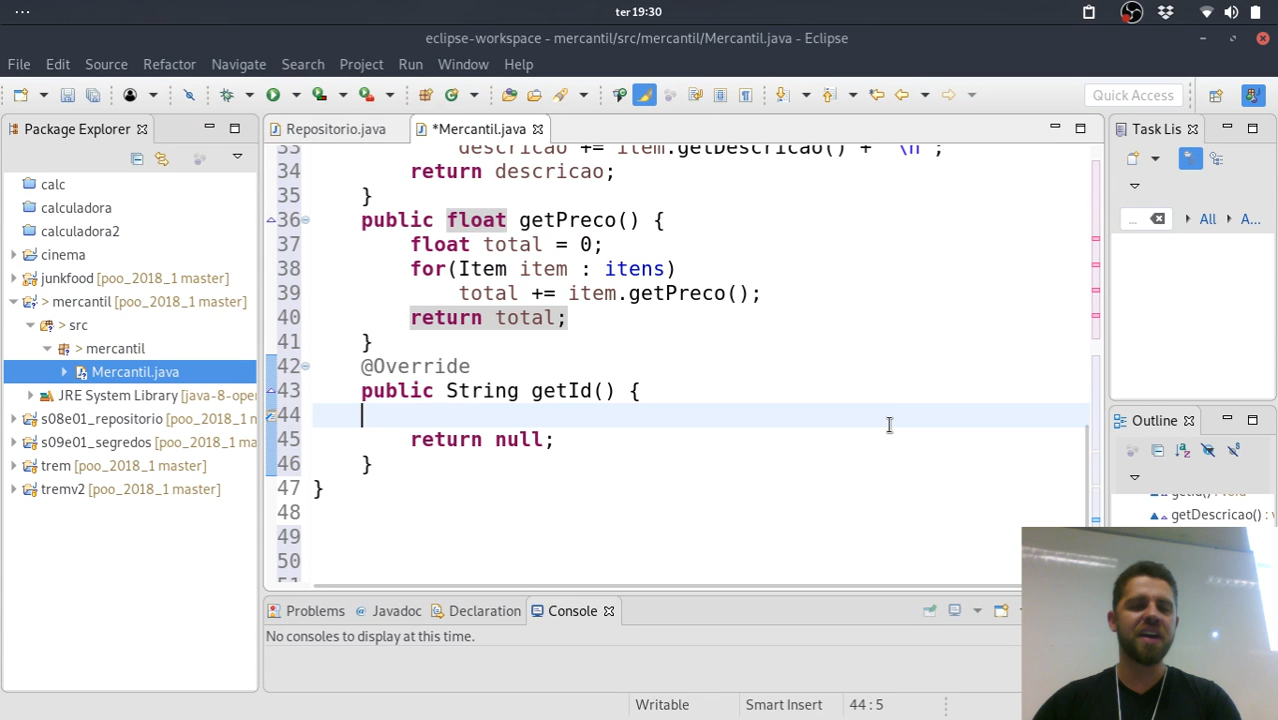 ter 19:30
eclipse-workspace - mercantil/src/mercantil/Mercantil.java - Eclipse
File Edit Source Refactor Navigate Search Project Run Window Help
Quick Access
Package Explorer
Repositorio.java
*Mercantil.java
Task Lis
calc
calculadora
calculadora2
cinema
junkfood [poo_2018_1 master]
> mercantil [poo_2018_1 master]
> src
> mercantil
Mercantil.java
JRE System Library [java-8-ope
s08e01_repositorio [poo_2018_1 ma
s09e01_segredos [poo_2018_1 ma
trem [poo_2018_1 master]
tremv2 [poo_2018_1 master]
33 descricao += item.getDescricao() + "\n";
34 return descricao;
35 }
36 public float getPreco() {
37 float total = 0;
38 for(Item item : itens)
39 total += item.getPreco();
40 return total;
41 }
42 @Override
43 public String getId() {
44
45 return null;
46 }
47 }
48
49
50
51
... All A...
Outline
getId() : void
getDescricao() : v
Problems @ Javadoc Declaration Console
No consoles to display at this time.
Writable Smart Insert 44 : 5